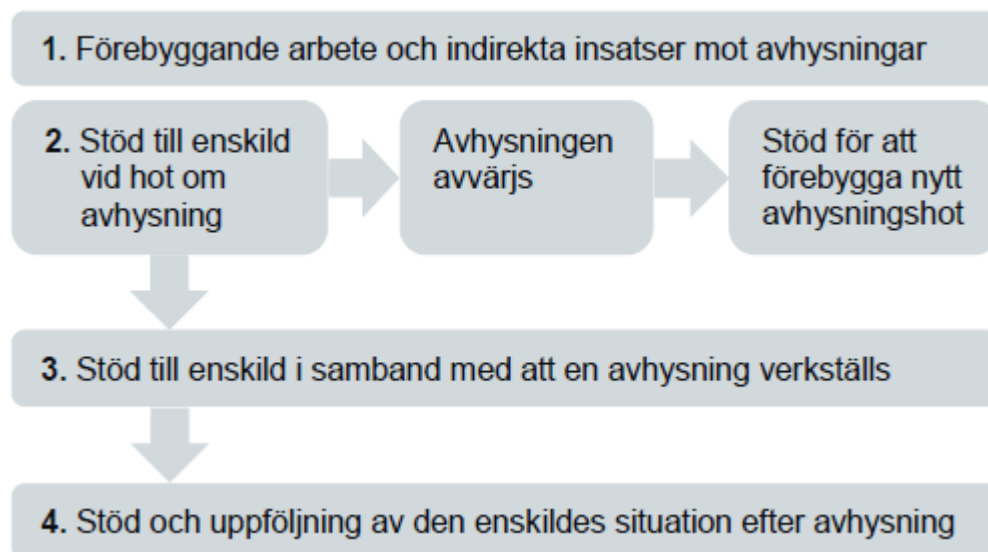 1. Förebyggande arbete och indirekta insatser mot avhysningar
2. Stöd till enskild
vid hot om
avhysning
Avhysningen
avvärjs
Stöd för att
förebygga nytt
avhysningshot
3. Stöd till enskild i samband med att en avhysning verkställs
4. Stöd och uppföljning av den enskildes situation efter avhysning